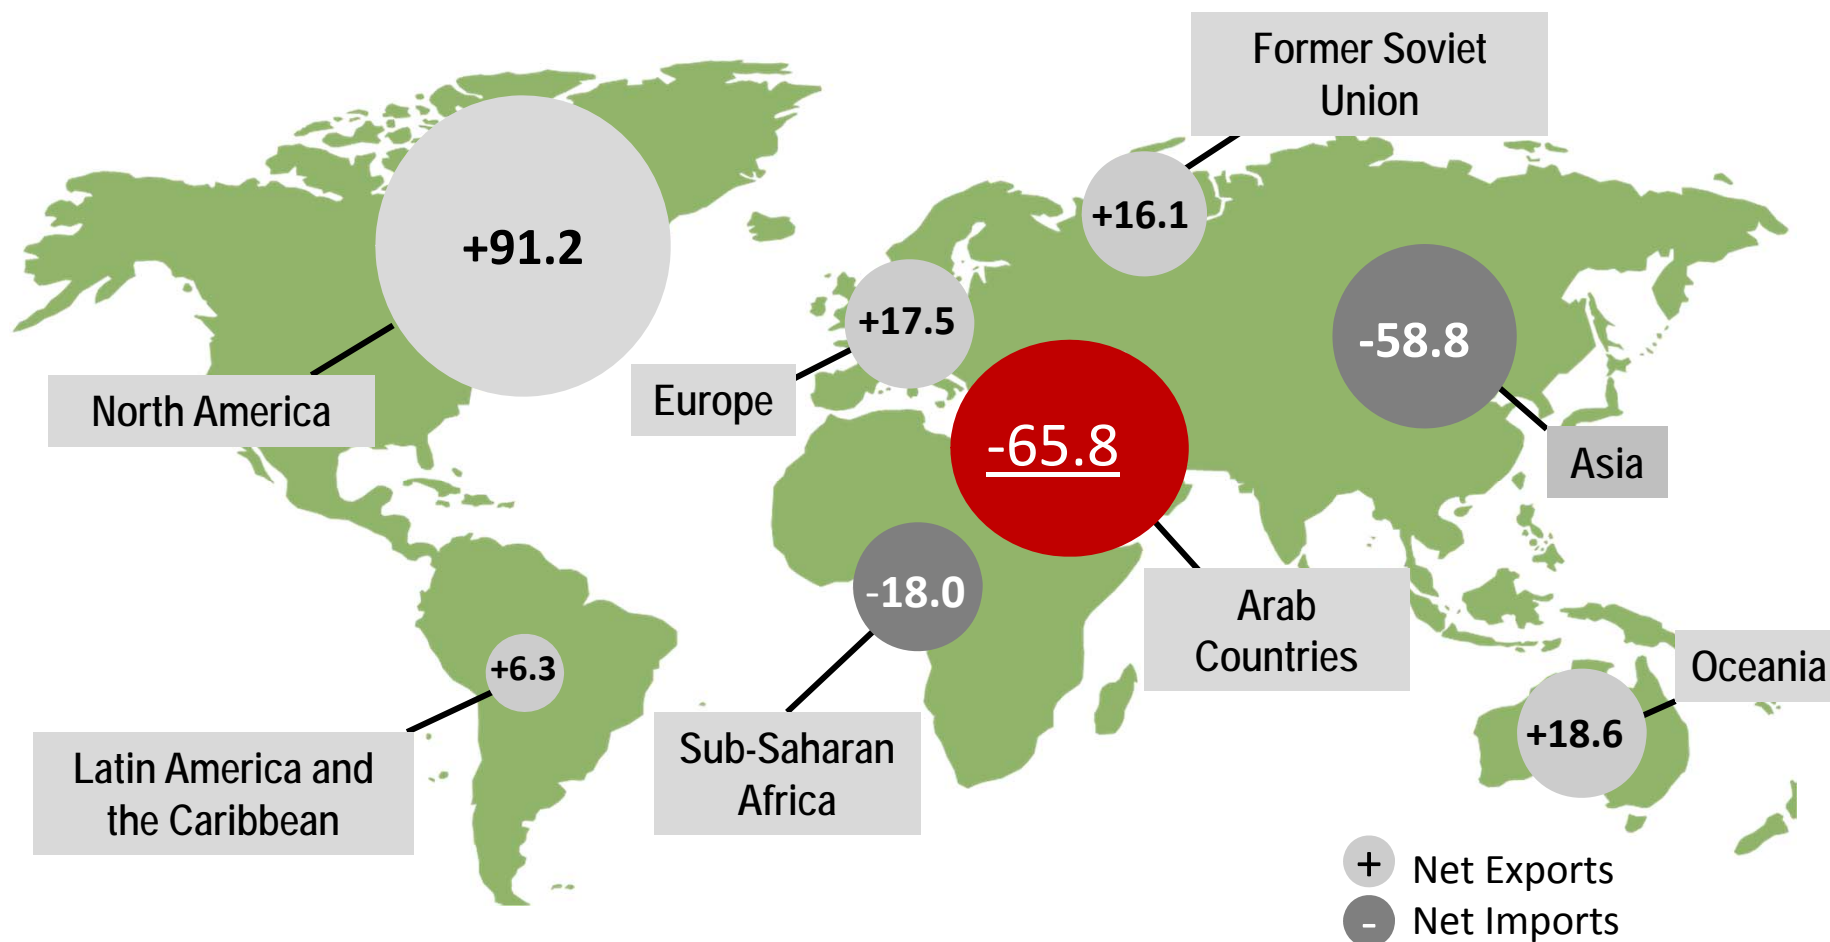 Former Soviet
Union
+16.1
+91.2
North America
+17.5
Europe
-58.8
Asia
-65.8
Arab
Countries
-18.0
Sub-Saharan
Africa
+6.3
Latin America and
the Caribbean
Oceania
+18.6
+ Net Exports
- Net Imports